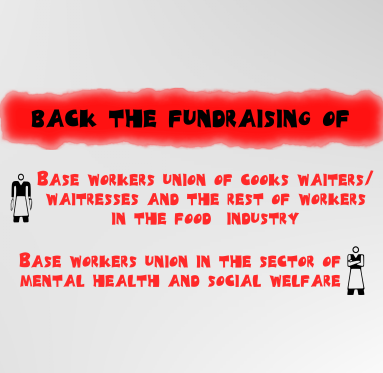 BACK THE FUNDRAISING OF
BASE WORKERS UNION OF COOKS WAITERS/
WAITRESSES AND THE REST OF WORKERS
IN THE FOOD INDUSTRY
BASE WORKERS UNION IN THE SECTOR OF
MENTAL HEALTH AND SOCIAL WELFARE